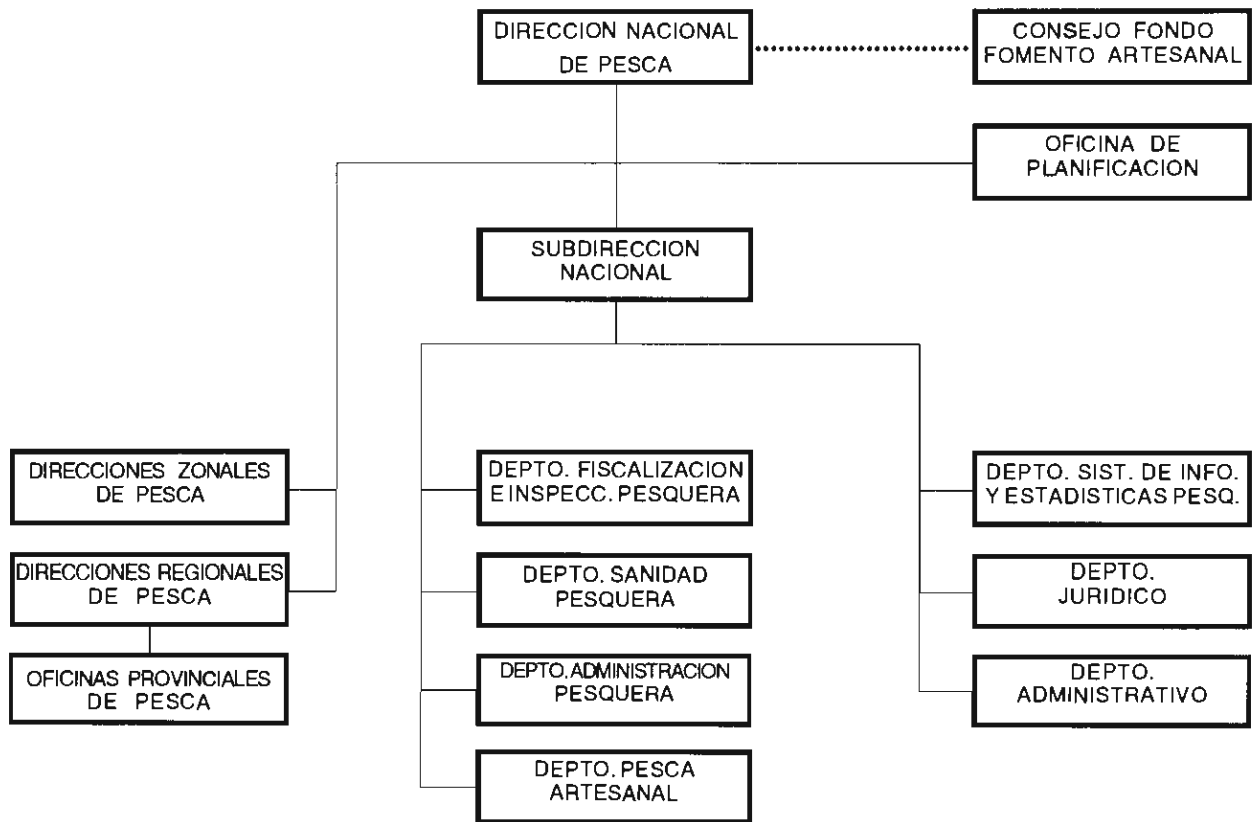 DIRECCION NACIONAL
DE PESCA
CONSEJO FONDO
FOMENTO ARTESANAL
OFICINA DE
PLANIFICACION
SUBDIRECCION
NACIONAL
DIRECCIONES ZONALES
DE PESCA
DIRECCIONES REGIONALES
DE PESCA
OFICINAS PROVINCIALES
DE PESCA
DEPTO. FISCALIZACION
E INSPECC. PESQUERA
DEPTO. SANIDAD
PESQUERA
DEPTO. ADMINISTRACION
PESQUERA
DEPTO. PESCA
ARTESANAL
DEPTO. SIST. DE INFO.
Y ESTADISTICAS PESQ.
DEPTO.
JURIDICO
DEPTO.
ADMINISTRATIVO